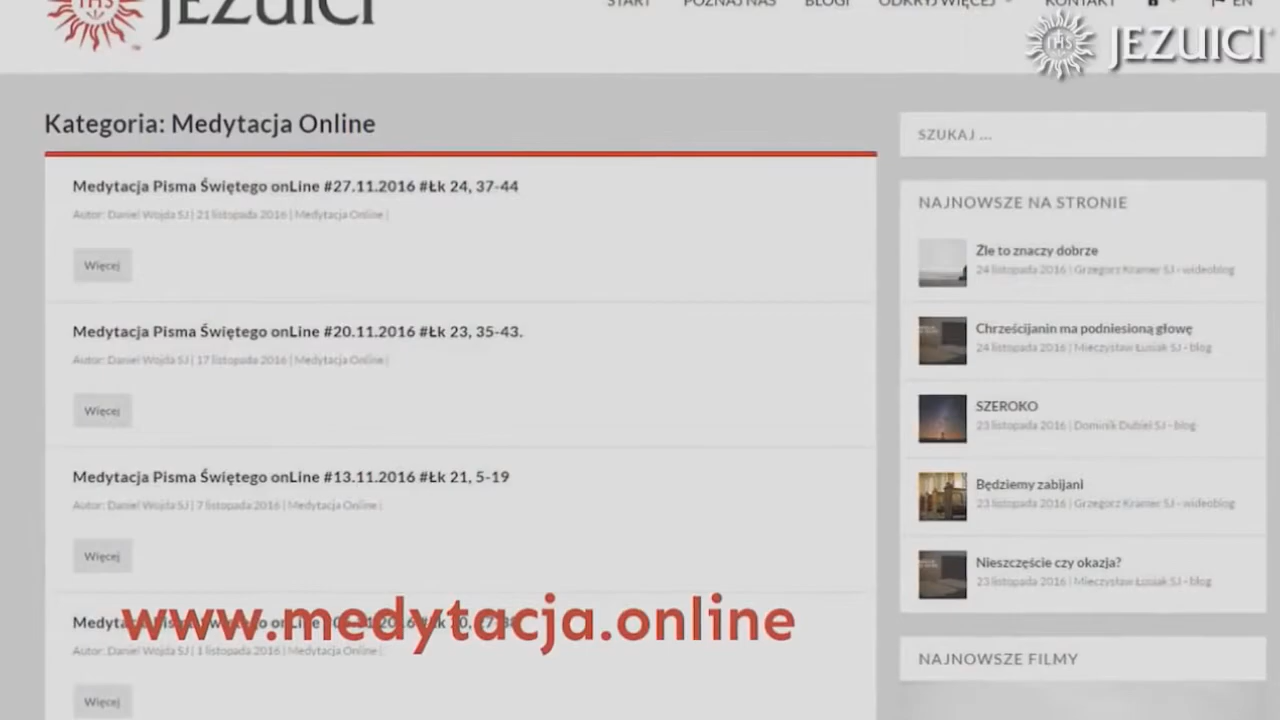 IHS JEZUICI
START POZNAJ NAS BLOGI ODKRYJ WIĘCEJ KONTAKT EN
IHS JEZUICI
Kategoria: Medytacja Online
Medytacja Pisma Świętego onLine #27.11.2016 #Łk 24, 37-44
Autor: Daniel Wojda SJ | 21 listopada 2016 | Medytacja Online |
Więcej
Medytacja Pisma Świętego onLine #20.11.2016 #Łk 23, 35-43.
Autor: Daniel Wojda SJ | 17 listopada 2016 | Medytacja Online |
Więcej
Medytacja Pisma Świętego onLine #13.11.2016 #Łk 21, 5-19
Autor: Daniel Wojda SJ | 7 listopada 2016 | Medytacja Online |
Więcej
www.medytacja.online
Autor: Daniel Wojda SJ | 1 listopada 2016 | Medytacja Online |
Więcej
SZUKAJ ...
NAJNOWSZE NA STRONIE
Źle to znaczy dobrze
24 listopada 2016 | Grzegorz Kramer SJ - wideoblog
Chrześcijanin ma podniesioną głowę
24 listopada 2016 | Mieczysław Łusiak SJ - blog
SZEROKO
23 listopada 2016 | Dominik Dubiel SJ - blog
Będziemy zabijani
23 listopada 2016 | Grzegorz Kramer SJ - wideoblog
Nieszczęście czy okazja?
23 listopada 2016 | Mieczysław Łusiak SJ - blog
NAJNOWSZE FILMY